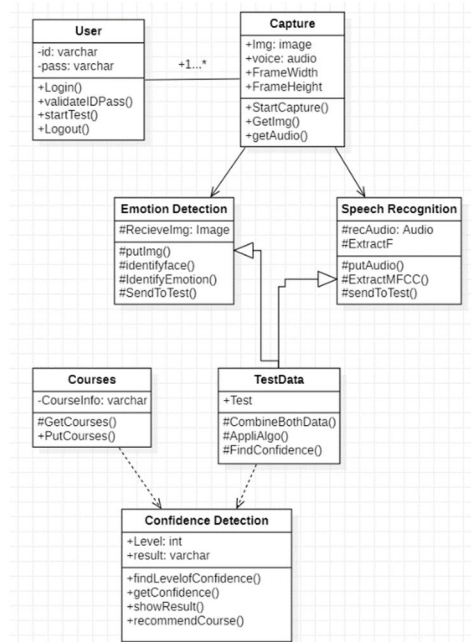 User
-id: varchar
-pass: varchar
+Login()
+validateIDPass()
+startTest()
+Logout()
+1...*
Capture
+Img: image
+voice: audio
+FrameWidth
+FrameHeight
+StartCapture()
+GetImg()
+getAudio()
Emotion Detection
#RecieveImg: Image
#putImg()
#identifyface()
#IdentifyEmotion()
#SendToTest()
Speech Recognition
#recAudio: Audio
#ExtractF
#putAudio()
#ExtractMFCC()
#sendToTest()
Courses
-CourseInfo: varchar
#GetCourses()
+PutCourses()
TestData
+Test
#CombineBothData()
#AppliAlgo()
#FindConfidence()
Confidence Detection
+Level: int
+result: varchar
+findLevelofConfidence()
+getConfidence()
+showResult()
+recommendCourse()